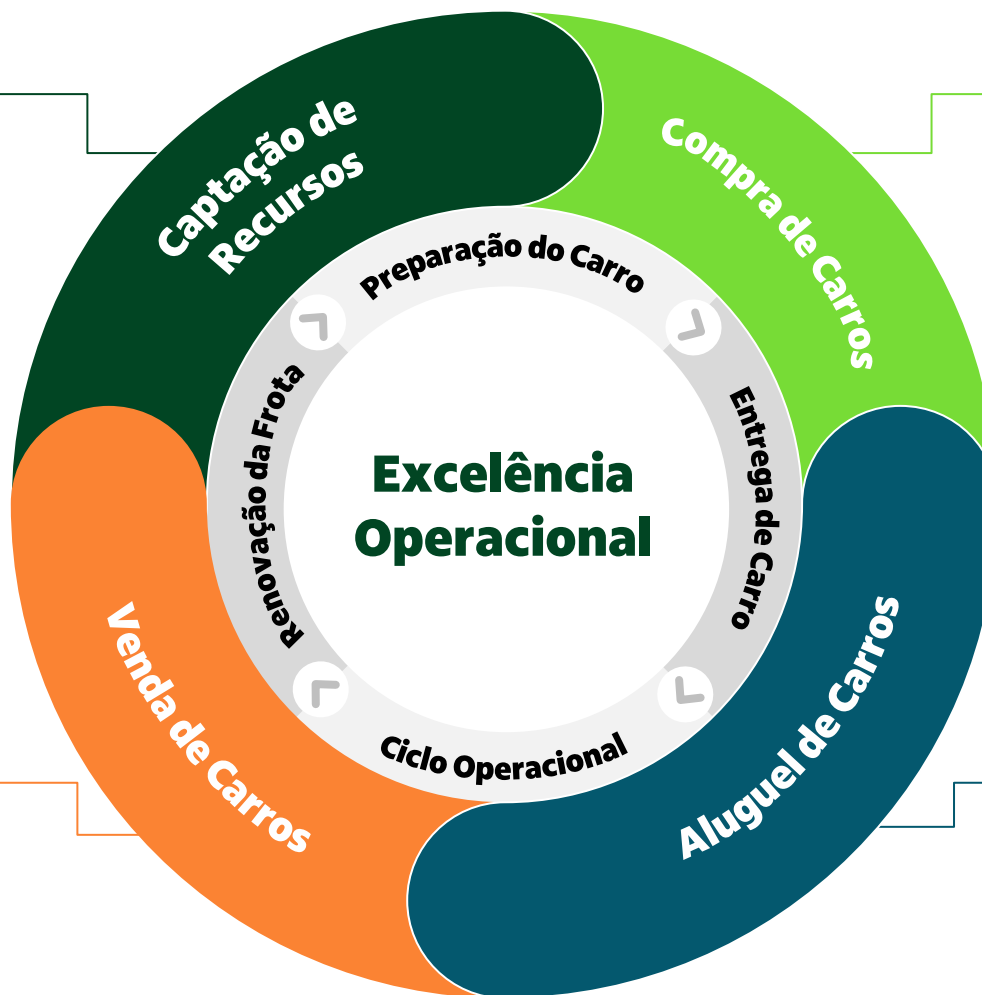 Captação de
Recursos
Compra de Carros
Preparação do Carro
Renovação da Frota
Entrega de Carro
Excelência
Operacional
Ciclo Operacional
Venda de Carros
Aluguel de Carros